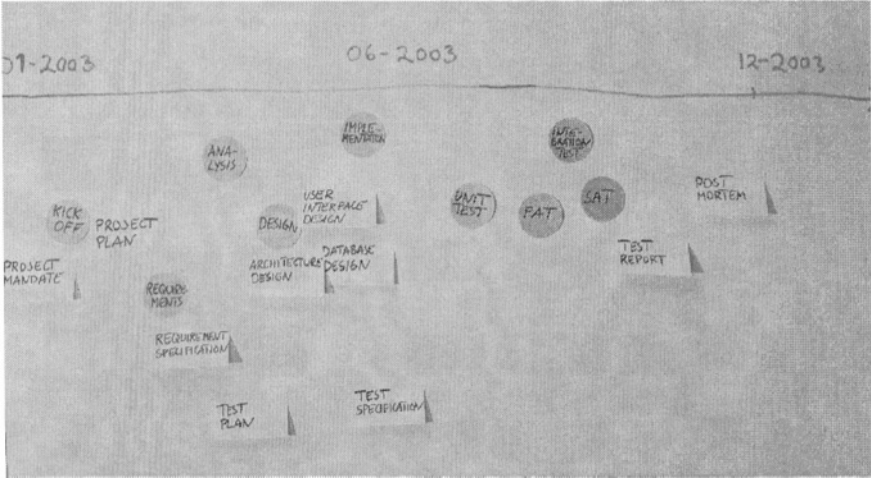 01-2003
06-2003
12-2003
IMPLE-
MENTATION
INTE-
GRATION
TEST
ANA-
LYSIS
KICK
OFF
PROJECT
PLAN
DESIGN
USER
INTERFACE
DESIGN
UNIT
TEST
FAT
SAT
POST
MORTEM
PROJECT
MANDATE
REQUIRE-
MENTS
ARCHITECTURE
DESIGN
DATABASE
DESIGN
TEST
REPORT
REQUIREMENT
SPECIFICATION
TEST
PLAN
TEST
SPECIFICATION